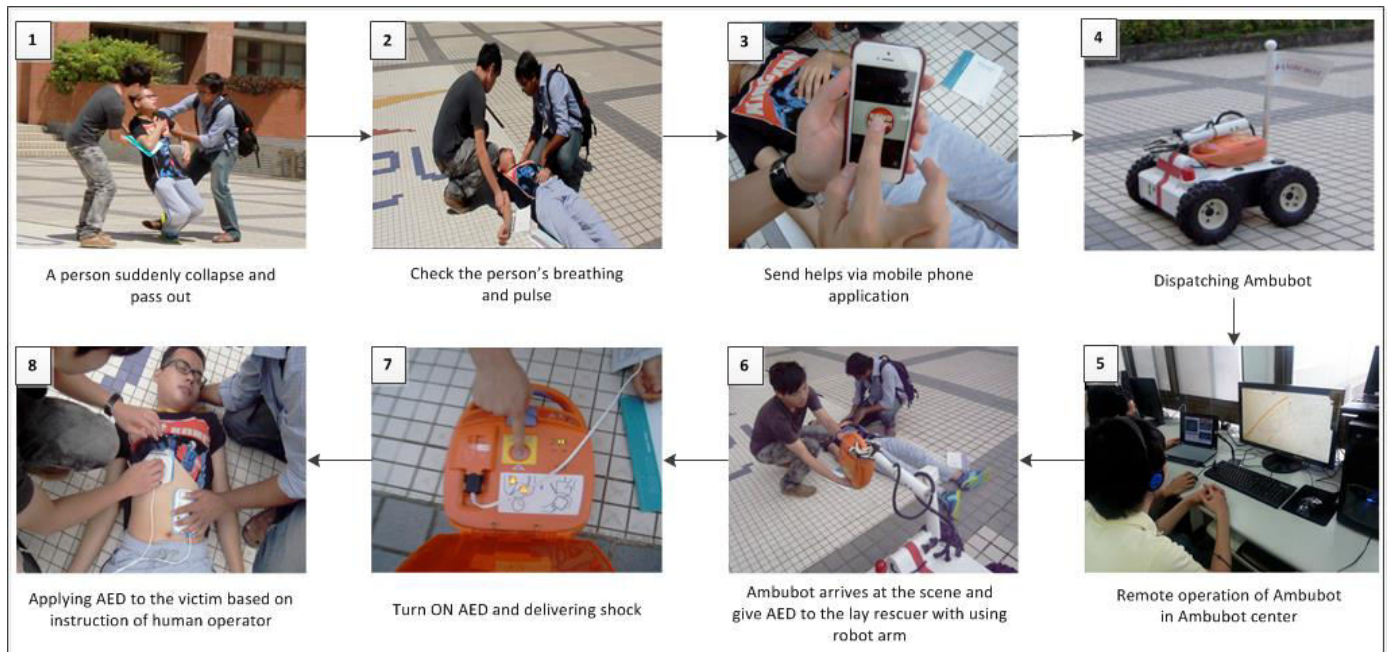 1
A person suddenly collapse and
pass out
2
Check the person's breathing
and pulse
3
Send helps via mobile phone
application
4
Dispatching Ambubot
5
Remote operation of Ambubot
in Ambubot center
6
Ambubot arrives at the scene and
give AED to the lay rescuer with using
robot arm
7
Turn ON AED and delivering shock
8
Applying AED to the victim based on
instruction of human operator